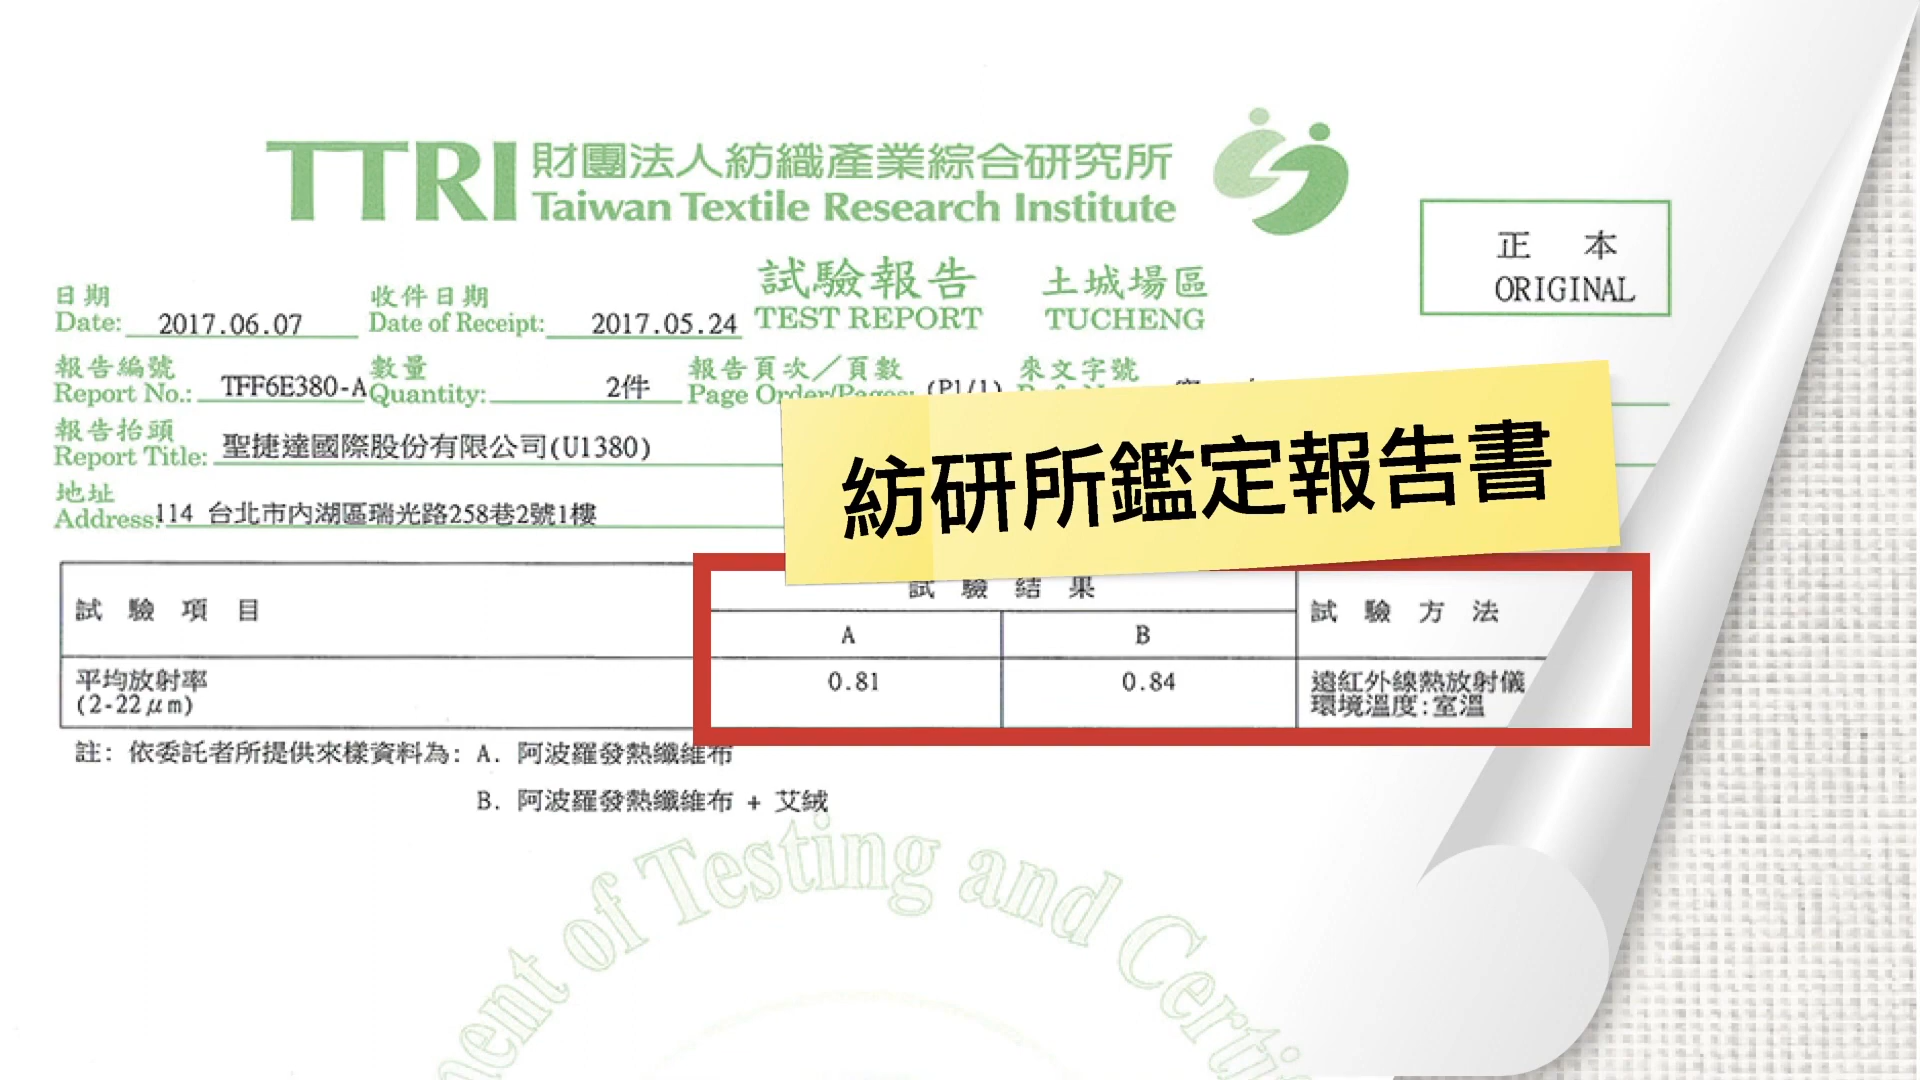 TTRI 財團法人紡織產業綜合研究所
Taiwan Textile Research Institute
正 本
ORIGINAL
試驗報告 土城場區
TEST REPORT TUCHENG
日期 收件日期
Date: 2017.06.07 Date of Receipt: 2017.05.24
報告編號 數量 報告頁次／頁數 來文字號
Report No.: TFF6E380-A Quantity: 2件 Page Order/Pages: (P1/1)
報告抬頭
Report Title: 聖捷達國際股份有限公司(U1380)
地址
Address: 114 台北市內湖區瑞光路258巷2號1樓
紡研所鑑定報告書
試 驗 項 目 試 驗 結 果 試 驗 方 法
A B
平均放射率 0.81 0.84 遠紅外線熱放射儀
(2-22μm) 環境溫度:室溫
註: 依委託者所提供來樣資料為: A. 阿波羅發熱纖維布
B. 阿波羅發熱纖維布 + 艾絨
of Testing and